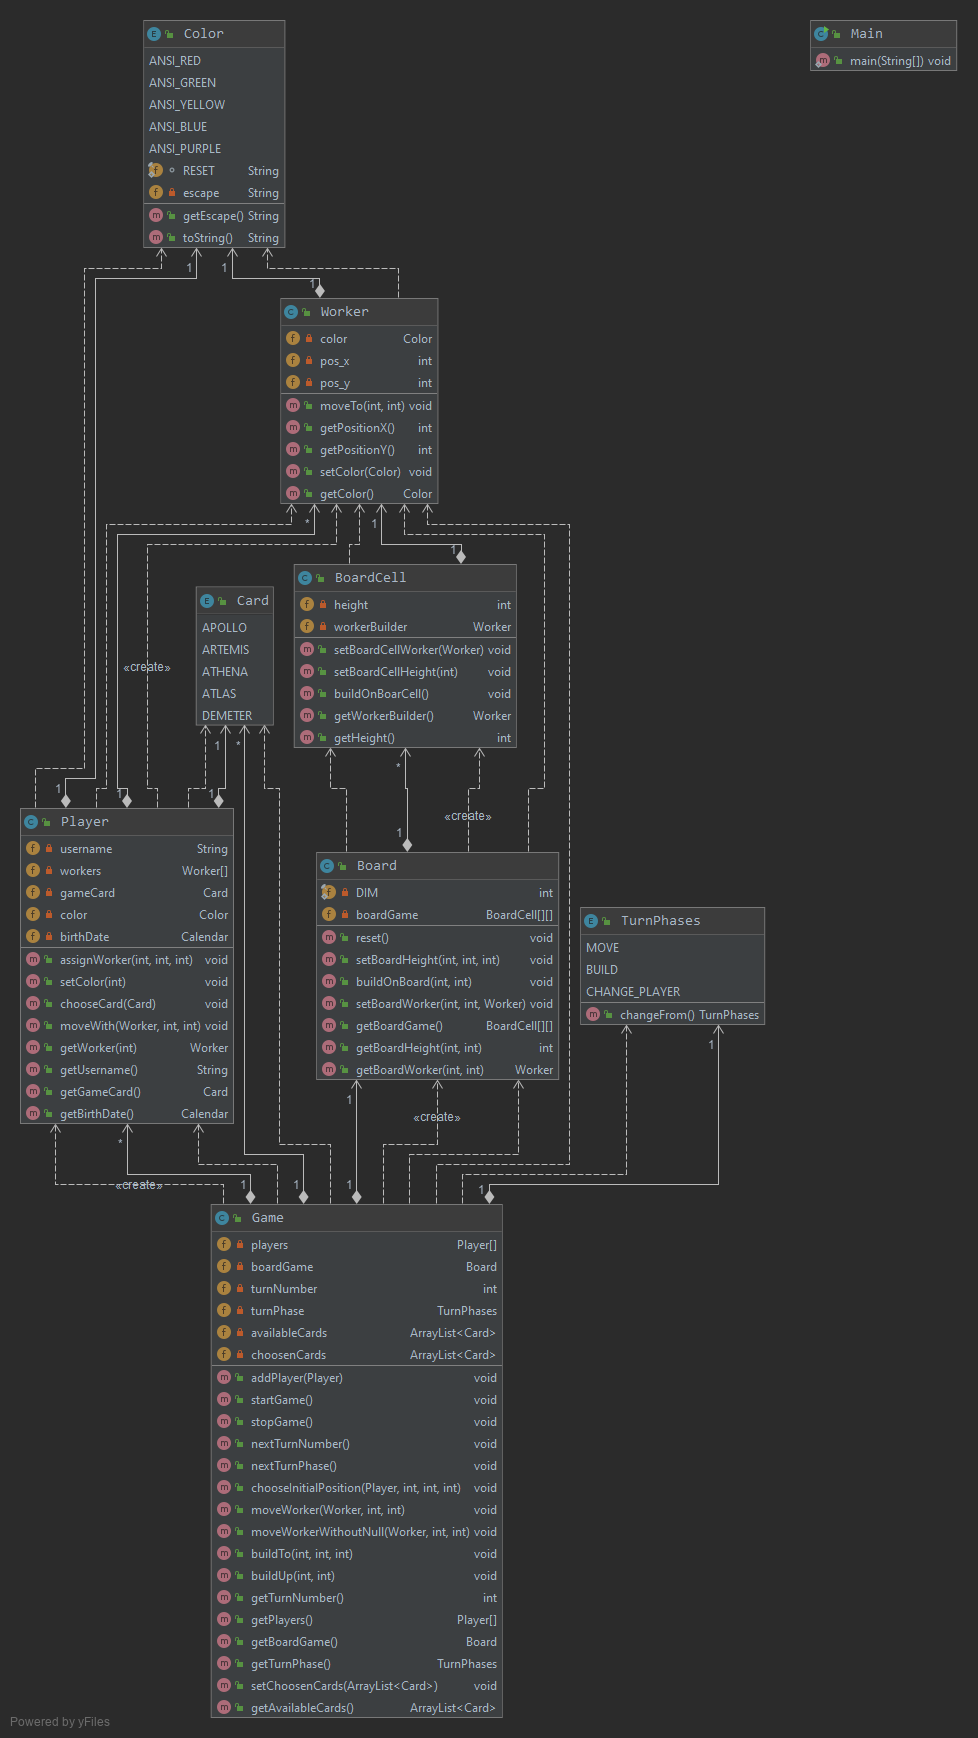 Color
ANSI_RED
ANSI_GREEN
ANSI_YELLOW
ANSI_BLUE
ANSI_PURPLE
f RESET String
f escape String
m getEscape() String
m toString() String
Main
m main(String[]) void
1
1
1
Worker
f color Color
f pos_x int
f pos_y int
m moveTo(int, int) void
m getPositionX() int
m getPositionY() int
m setColor(Color) void
m getColor() Color
*
1
1
BoardCell
f height int
f workerBuilder Worker
m setBoardCellWorker(Worker) void
m setBoardCellHeight(int) void
m buildOnBoarCell() void
m getWorkerBuilder() Worker
m getHeight() int
Card
APOLLO
ARTEMIS
ATHENA
ATLAS
DEMETER
«create»
1
*
*
1
1
1
«create»
1
Player
f username String
f workers Worker[]
f gameCard Card
f color Color
f birthDate Calendar
m assignWorker(int, int, int) void
m setColor(int) void
m chooseCard(Card) void
m moveWith(Worker, int, int) void
m getWorker(int) Worker
m getUsername() String
m getGameCard() Card
m getBirthDate() Calendar
Board
f DIM int
f boardGame BoardCell[][]
m reset() void
m setBoardHeight(int, int, int) void
m buildOnBoard(int, int) void
m setBoardWorker(int, int, Worker) void
m getBoardGame() BoardCell[][]
m getBoardHeight(int, int) int
m getBoardWorker(int, int) Worker
TurnPhases
MOVE
BUILD
CHANGE_PLAYER
m changeFrom() TurnPhases
1
1
«create»
*
«create»
1
1
1
1
Game
f players Player[]
f boardGame Board
f turnNumber int
f turnPhase TurnPhases
f availableCards ArrayList<Card>
f choosenCards ArrayList<Card>
m addPlayer(Player) void
m startGame() void
m stopGame() void
m nextTurnNumber() void
m nextTurnPhase() void
m chooseInitialPosition(Player, int, int, int) void
m moveWorker(Worker, int, int) void
m moveWorkerWithoutNull(Worker, int, int) void
m buildTo(int, int, int) void
m buildUp(int, int) void
m getTurnNumber() int
m getPlayers() Player[]
m getBoardGame() Board
m getTurnPhase() TurnPhases
m setChoosenCards(ArrayList<Card>) void
m getAvailableCards() ArrayList<Card>
Powered by yFiles